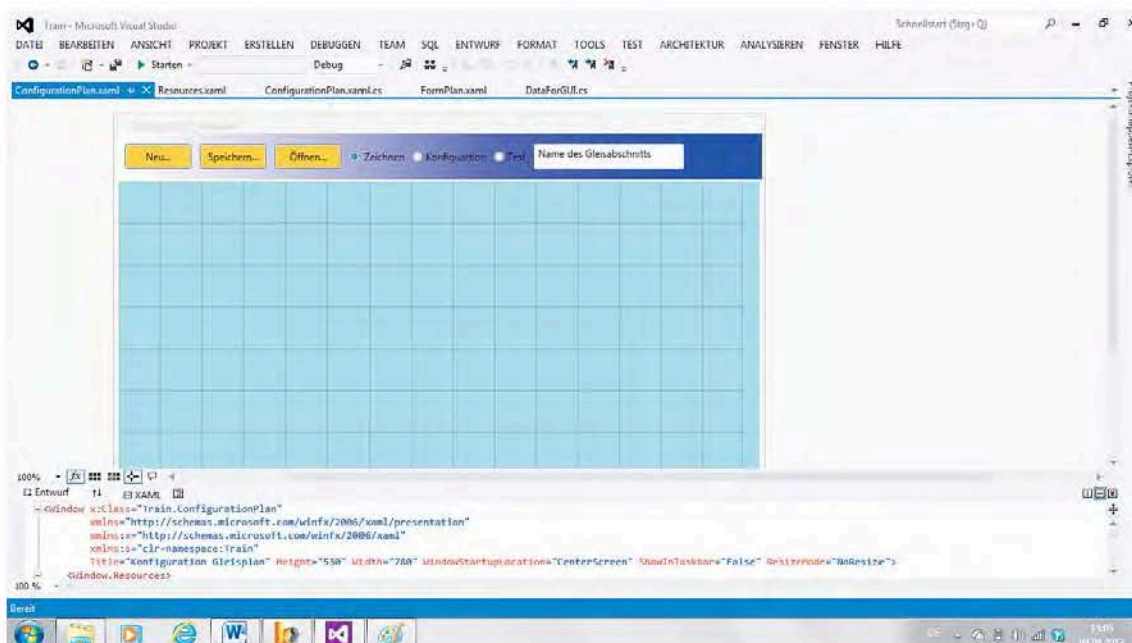 Train - Microsoft Visual Studio
Schnellstart (Strg+Q)
DATEI BEARBEITEN ANSICHT PROJEKT ERSTELLEN DEBUGGEN TEAM SQL ENTWURF FORMAT TOOLS TEST ARCHITEKTUR ANALYSIEREN FENSTER HILFE
Starten Debug
ConfigurationPlan.xaml Resources.xaml ConfigurationPlan.xaml.cs FormPlan.xaml DataForGUI.cs
Neu... Speichern... Öffnen... Zeichnen Konfiguration Test Name des Gleisabschnitts
100% fx
Entwurf XAML
<Window x:Class="Train.ConfigurationPlan"
xmlns="http://schemas.microsoft.com/winfx/2006/xaml/presentation"
xmlns:x="http://schemas.microsoft.com/winfx/2006/xaml"
xmlns:s="clr-namespace:Train"
Title="Konfiguration Gleisplan" Height="530" Width="780" WindowStartupLocation="CenterScreen" ShowInTaskbar="False" ResizeMode="NoResize">
<Window.Resources>
100 %
Bereit
DE